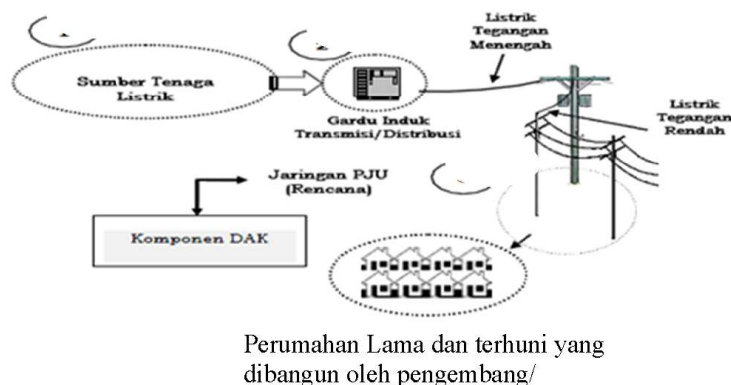 Listrik
Tegangan
Menengah
Sumber Tenaga
Listrik
Gardu Induk
Transmisi/Distribusi
Listrik
Tegangan
Rendah
Jaringan PJU
(Rencana)
Komponen DAK
Perumahan Lama dan terhuni yang
dibangun oleh pengembang/